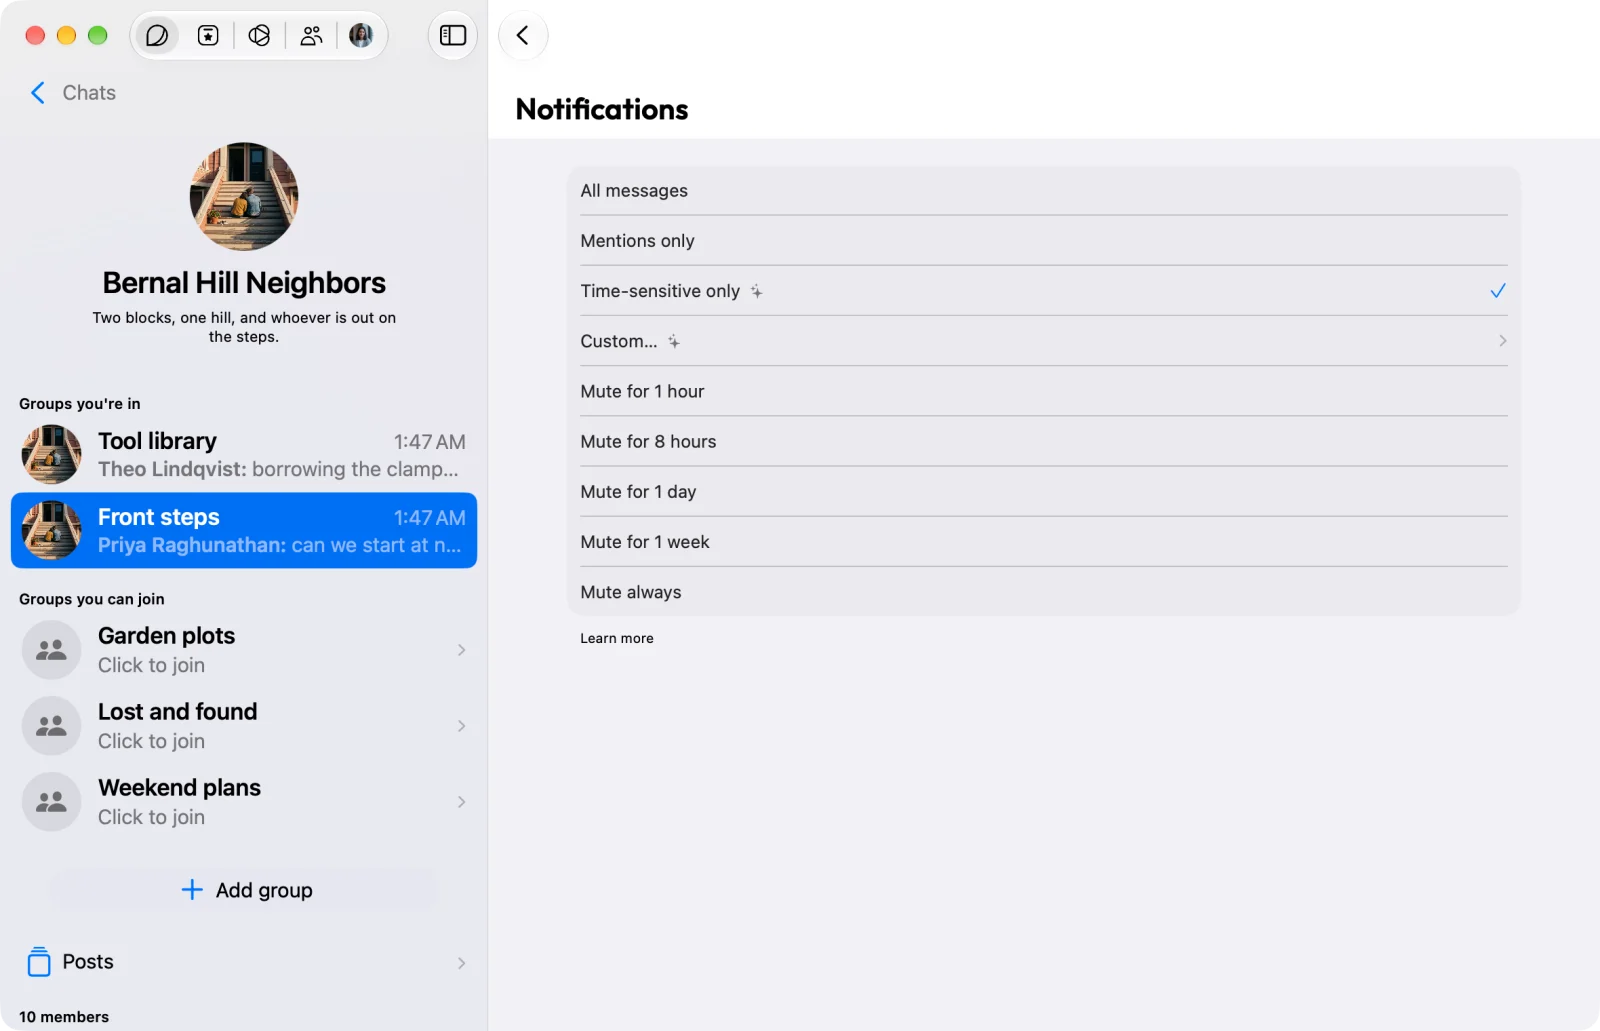 Chats
Bernal Hill Neighbors
Two blocks, one hill, and whoever is out on
the steps.
Groups you're in
Tool library
1:47 AM
Theo Lindqvist: borrowing the clamp...
Front steps
1:47 AM
Priya Raghunathan: can we start at n...
Groups you can join
Garden plots
Click to join
Lost and found
Click to join
Weekend plans
Click to join
Add group
Posts
10 members
Notifications
All messages
Mentions only
Time-sensitive only
Custom...
Mute for 1 hour
Mute for 8 hours
Mute for 1 day
Mute for 1 week
Mute always
Learn more